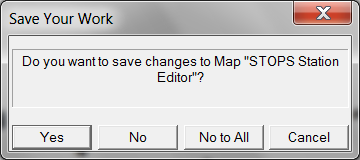 Save Your Work
Do you want to save changes to Map "STOPS Station
Editor"?
Yes
No
No to All
Cancel